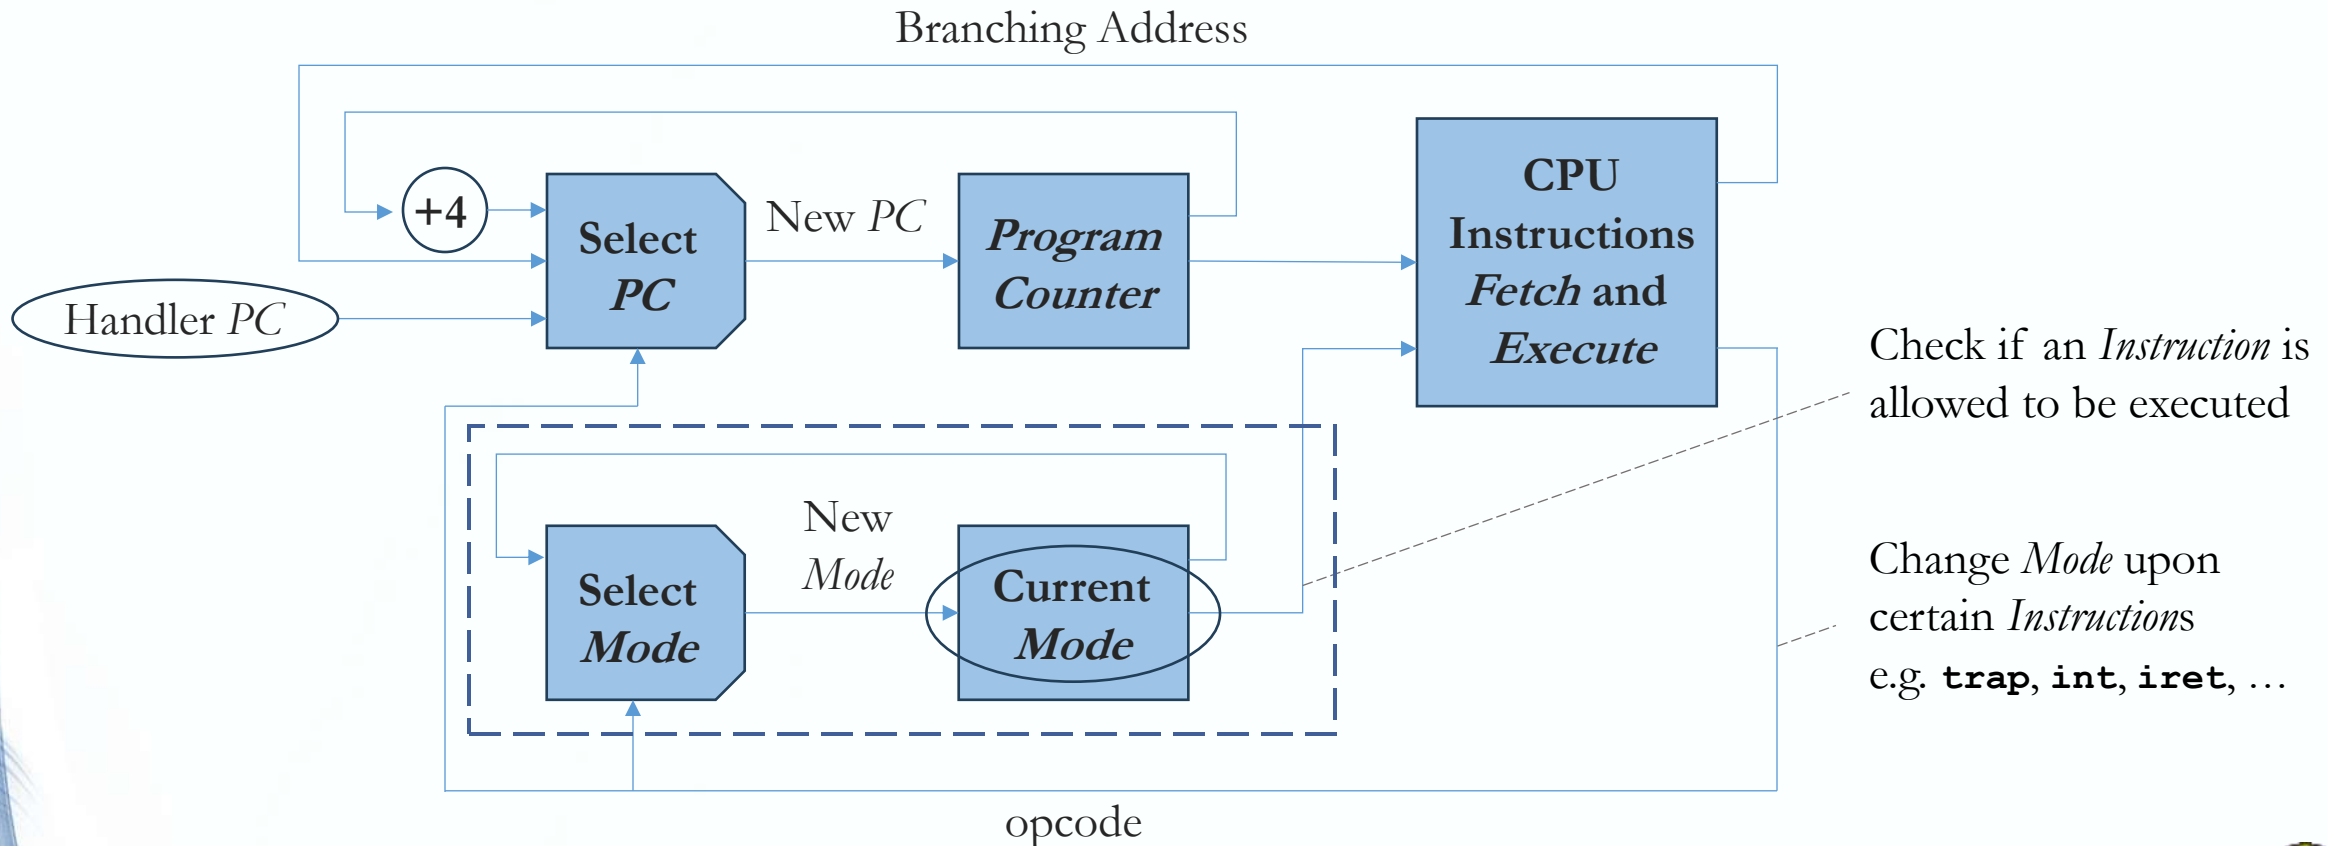 Branching Address
+4
Select
PC
New PC
Program
Counter
CPU
Instructions
Fetch and
Execute
Handler PC
Check if an Instruction is
allowed to be executed
Select
Mode
New
Mode
Current
Mode
Change Mode upon
certain Instructions
e.g. trap, int, iret, …
opcode